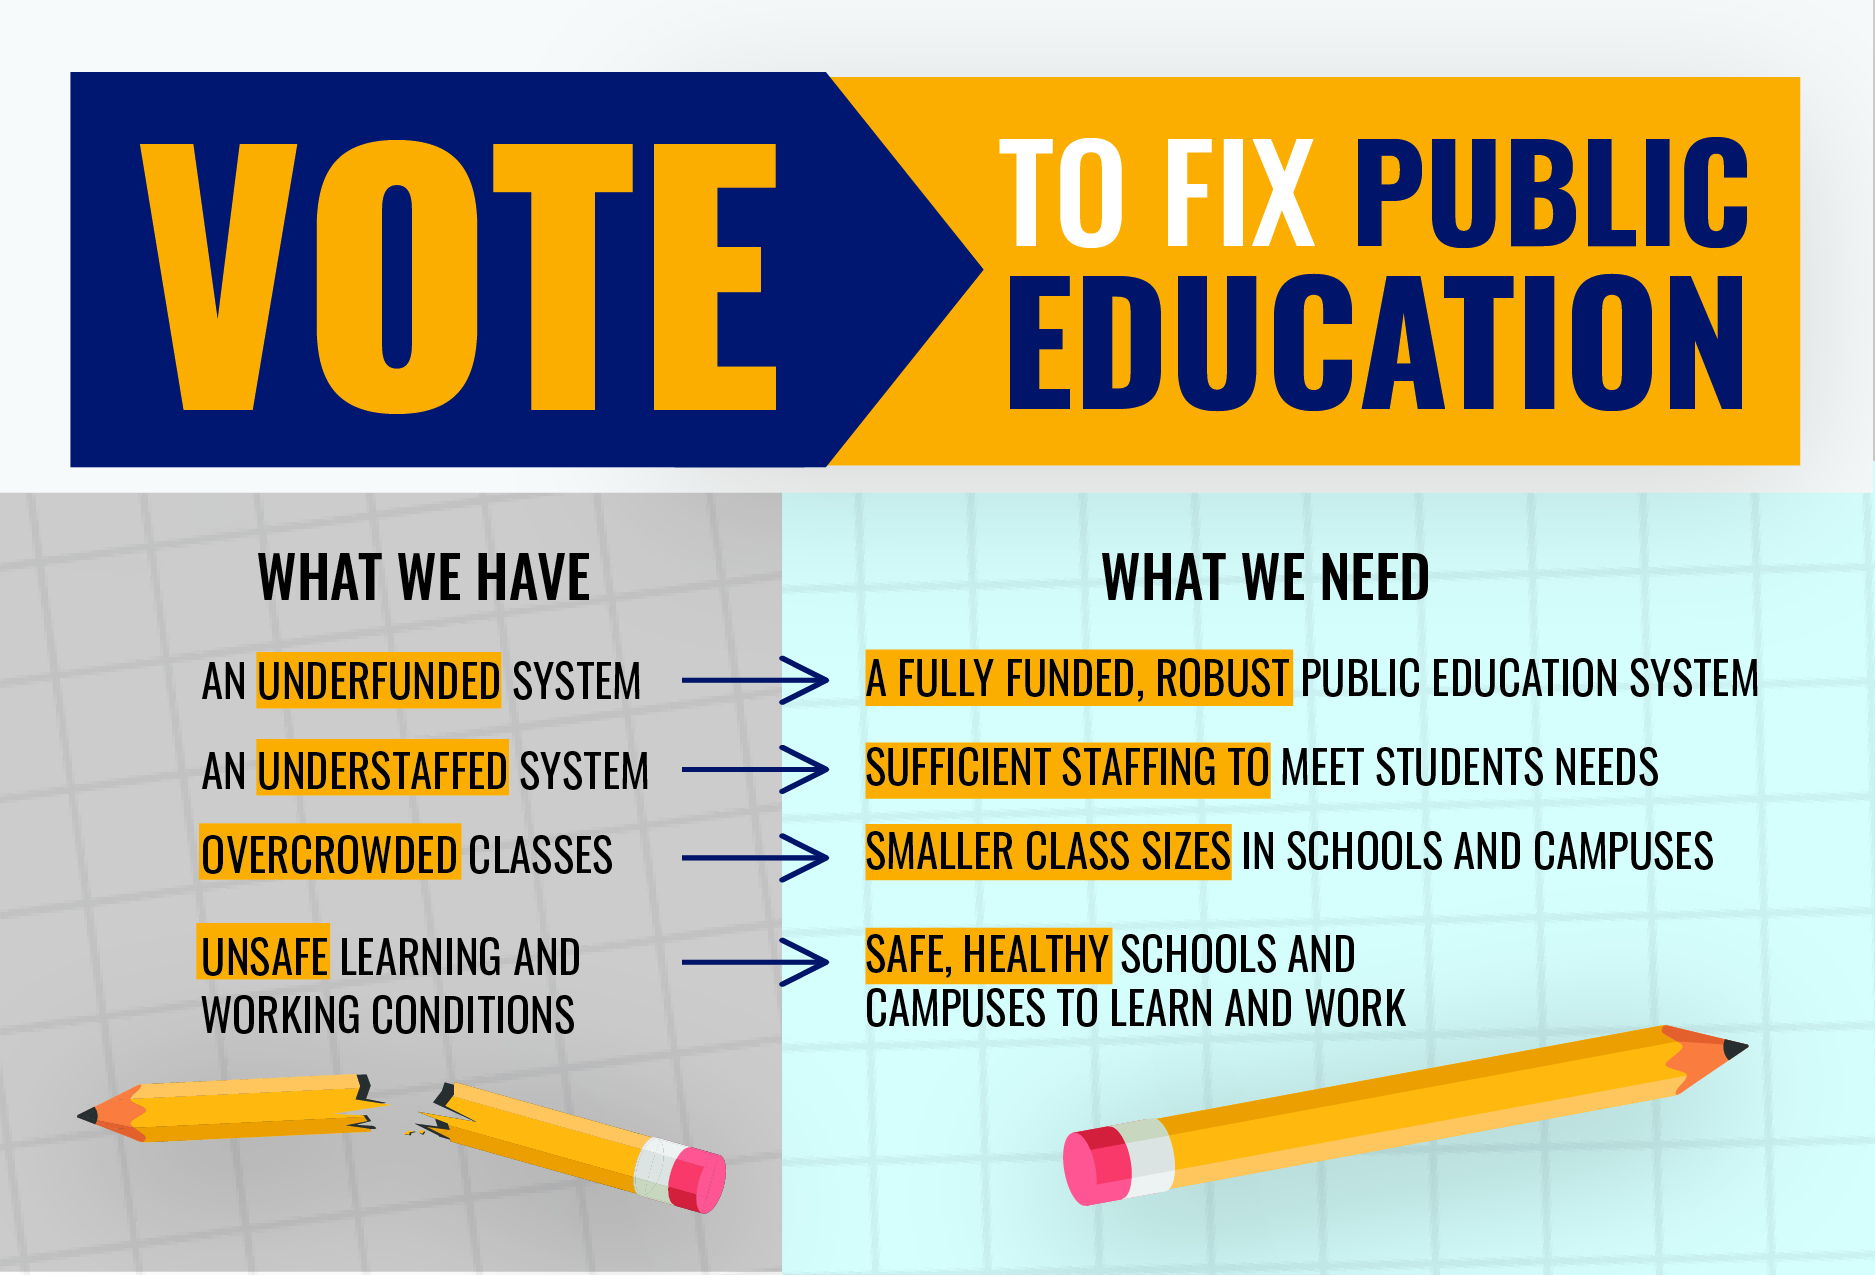 VOTE
TO FIX PUBLIC
EDUCATION
WHAT WE HAVE
AN UNDERFUNDED SYSTEM
AN UNDERSTAFFED SYSTEM
OVERCROWDED CLASSES
UNSAFE LEARNING AND
WORKING CONDITIONS
WHAT WE NEED
A FULLY FUNDED, ROBUST PUBLIC EDUCATION SYSTEM
SUFFICIENT STAFFING TO MEET STUDENTS NEEDS
SMALLER CLASS SIZES IN SCHOOLS AND CAMPUSES
SAFE, HEALTHY SCHOOLS AND
CAMPUSES TO LEARN AND WORK